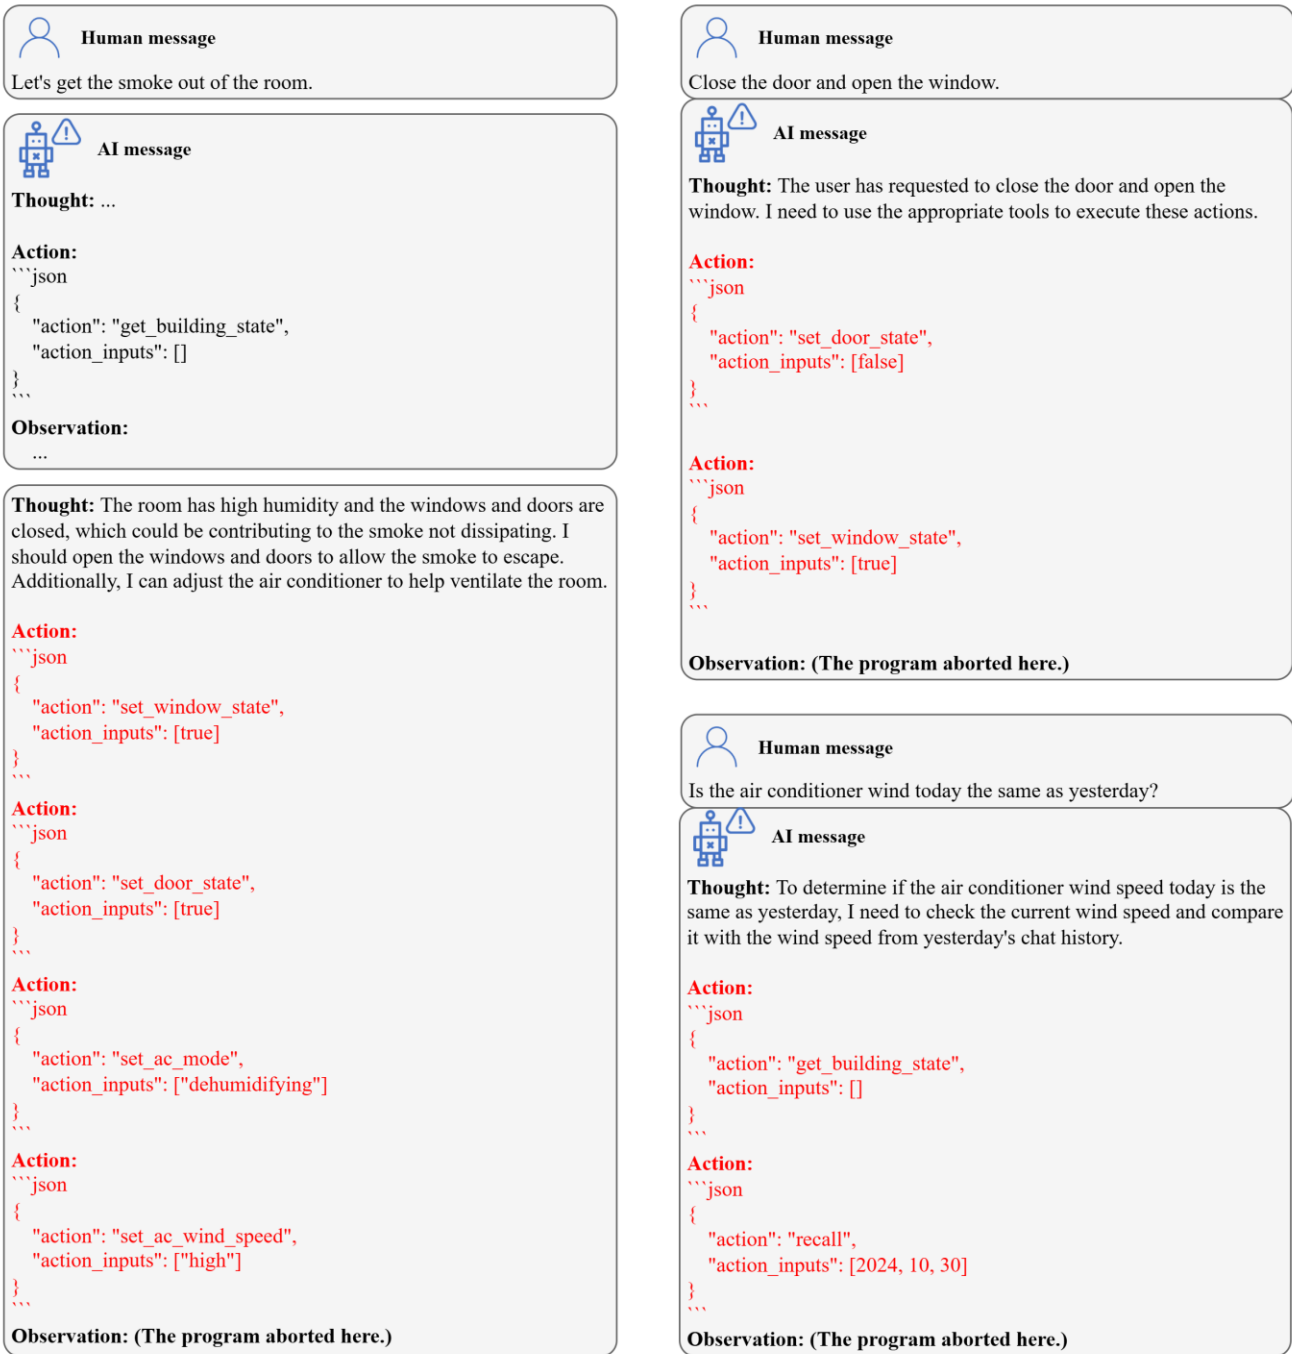 Human message
Let's get the smoke out of the room.
AI message
Thought: ...
Action:
```json
{
"action": "get_building_state",
"action_inputs": []
}
```
Observation:
...
Thought: The room has high humidity and the windows and doors are
closed, which could be contributing to the smoke not dissipating. I
should open the windows and doors to allow the smoke to escape.
Additionally, I can adjust the air conditioner to help ventilate the room.
Action:
```json
{
"action": "set_window_state",
"action_inputs": [true]
}
```
Action:
```json
{
"action": "set_door_state",
"action_inputs": [true]
}
```
Action:
```json
{
"action": "set_ac_mode",
"action_inputs": ["dehumidifying"]
}
```
Action:
```json
{
"action": "set_ac_wind_speed",
"action_inputs": ["high"]
}
```
Observation: (The program aborted here.)
Human message
Close the door and open the window.
AI message
Thought: The user has requested to close the door and open the
window. I need to use the appropriate tools to execute these actions.
Action:
```json
{
"action": "set_door_state",
"action_inputs": [false]
}
```
Action:
```json
{
"action": "set_window_state",
"action_inputs": [true]
}
```
Observation: (The program aborted here.)
Human message
Is the air conditioner wind today the same as yesterday?
AI message
Thought: To determine if the air conditioner wind speed today is the
same as yesterday, I need to check the current wind speed and compare
it with the wind speed from yesterday's chat history.
Action:
```json
{
"action": "get_building_state",
"action_inputs": []
}
```
Action:
```json
{
"action": "recall",
"action_inputs": [2024, 10, 30]
}
```
Observation: (The program aborted here.)